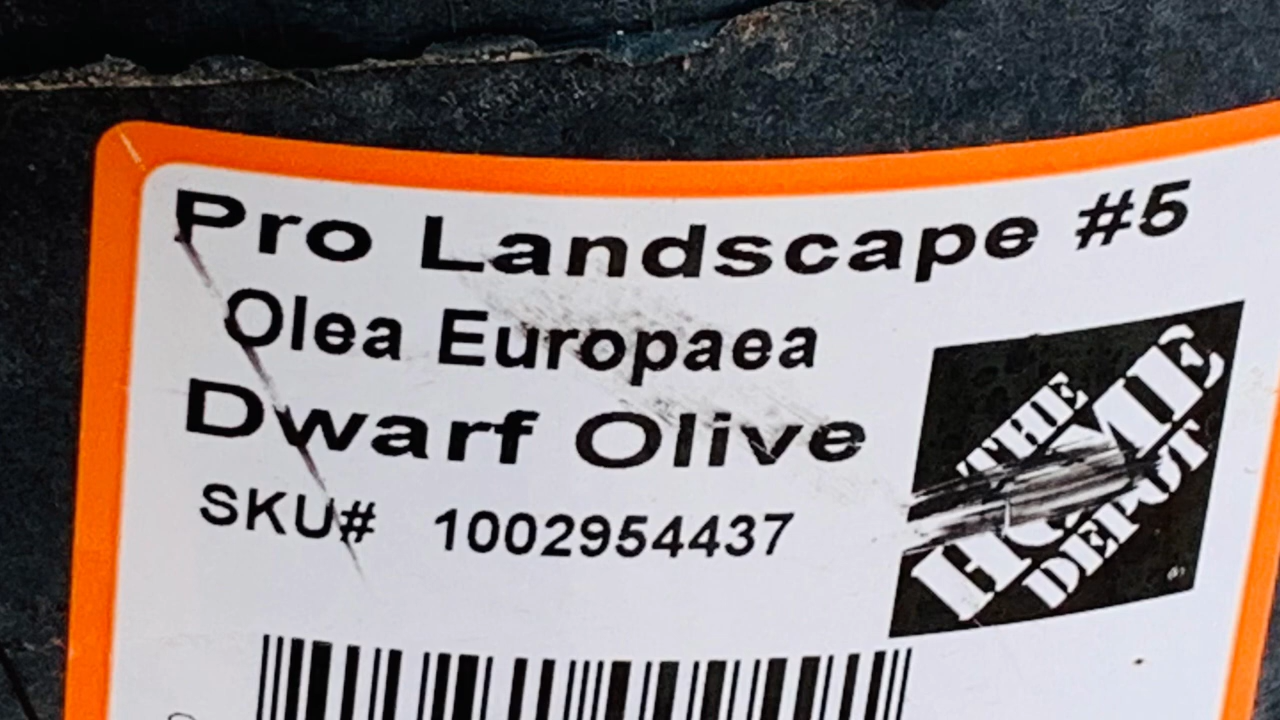 Pro Landscape #5
Olea Europaea
Dwarf Olive
SKU# 1002954437
THE
HOME
DEPOT